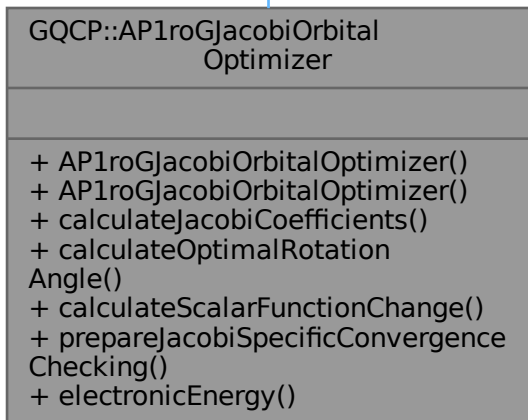 GQCP::AP1roGJacobiOrbital
Optimizer
+ AP1roGJacobiOrbitalOptimizer()
+ AP1roGJacobiOrbitalOptimizer()
+ calculateJacobiCoefficients()
+ calculateOptimalRotation
Angle()
+ calculateScalarFunctionChange()
+ prepareJacobiSpecificConvergence
Checking()
+ electronicEnergy()